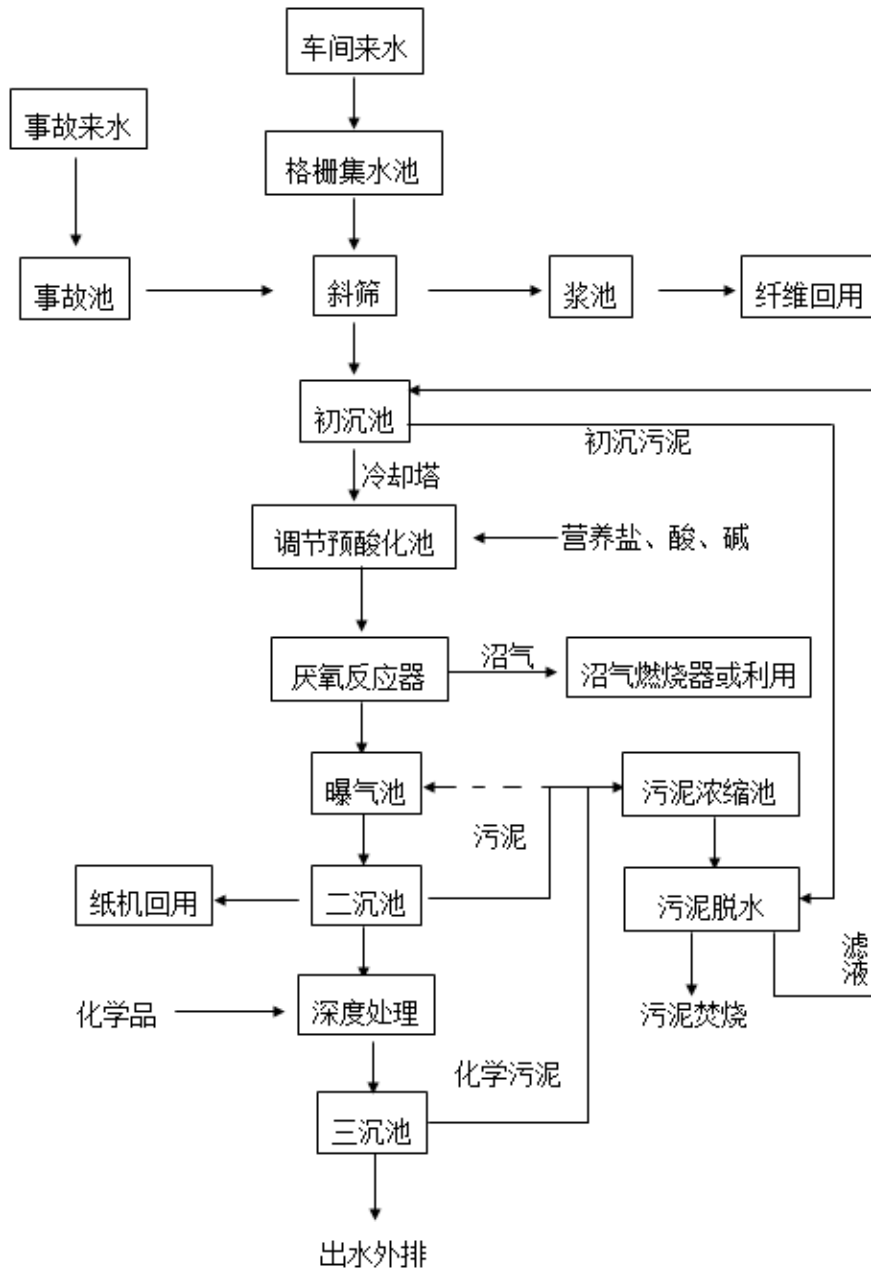 车间来水
事故来水
格栅集水池
事故池
斜筛
浆池
纤维回用
初沉池
初沉污泥
冷却塔
调节预酸化池
营养盐、酸、碱
厌氧反应器
沼气
沼气燃烧器或利用
曝气池
污泥浓缩池
污泥
纸机回用
二沉池
污泥脱水
滤液
化学品
深度处理
污泥焚烧
化学污泥
三沉池
出水外排